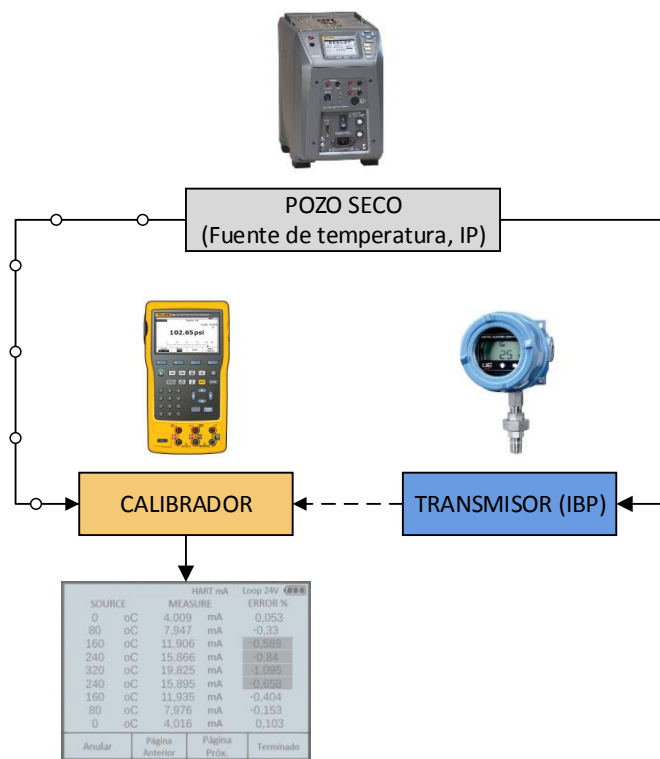 POZO SECO
(Fuente de temperatura, IP)
102.65 psi
25
CALIBRADOR
TRANSMISOR (IBP)
HART mA Loop 24V
SOURCE MEASURE ERROR %
0 oC 4,009 mA 0,053
80 oC 7,947 mA -0,33
160 oC 11,906 mA -0,589
240 oC 15,866 mA -0,84
320 oC 19,825 mA -1,095
240 oC 15,895 mA -0,658
160 oC 11,935 mA -0,404
80 oC 7,976 mA -0,153
0 oC 4,016 mA 0,103
Anular Página Anterior Página Próx. Terminado